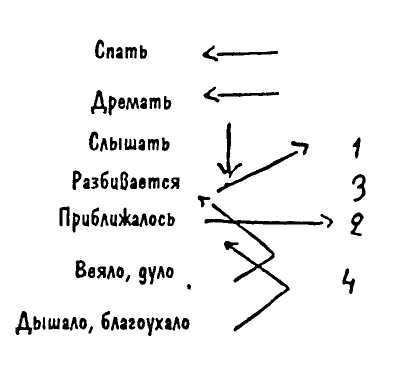 Спать
Дремать
Слышать 1
Разбивается 3
Приближалось 2
Веяло, дуло. 4
Дышало, благоухало